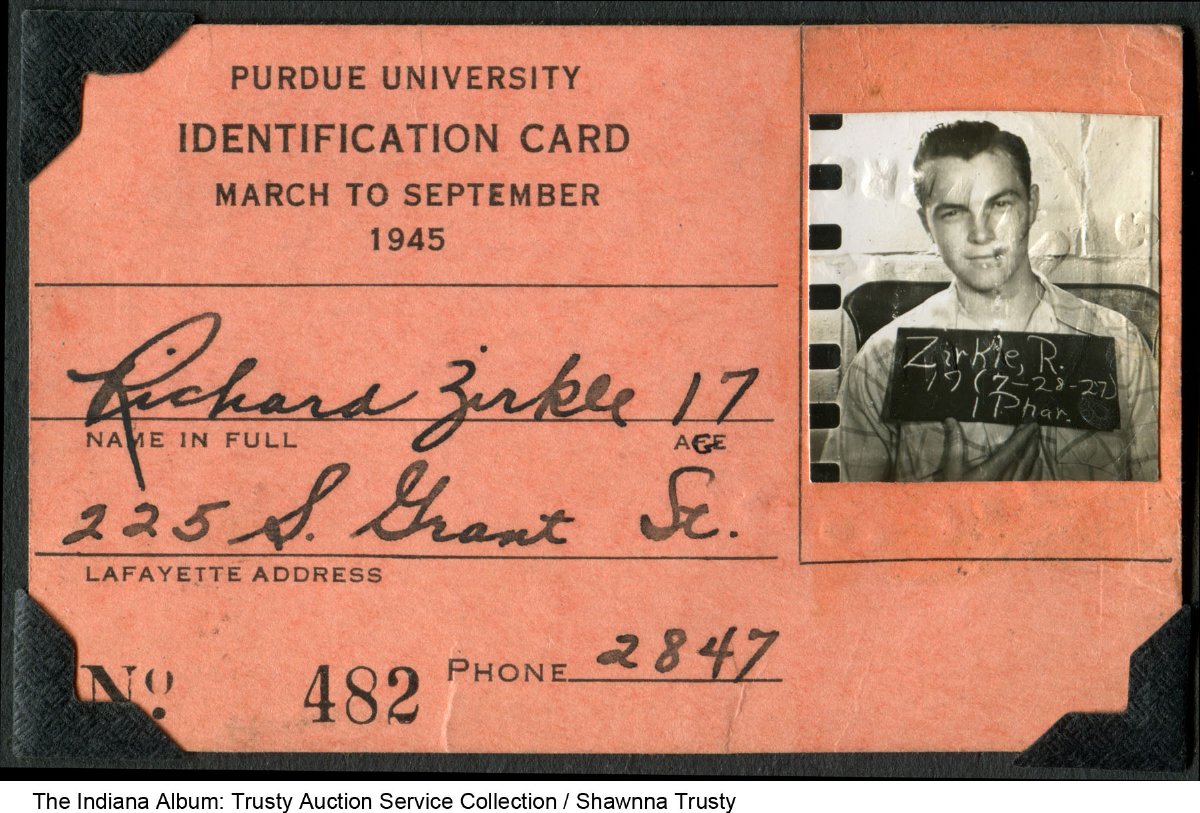 PURDUE UNIVERSITY
IDENTIFICATION CARD
MARCH TO SEPTEMBER
1945
Richard Zirkle 17
NAME IN FULL AGE
225 S. Grant St.
LAFAYETTE ADDRESS
No. 482 PHONE 2847
Zirkle, R.
17 (7-28-27)
1 Phar.
The Indiana Album: Trusty Auction Service Collection / Shawnna Trusty